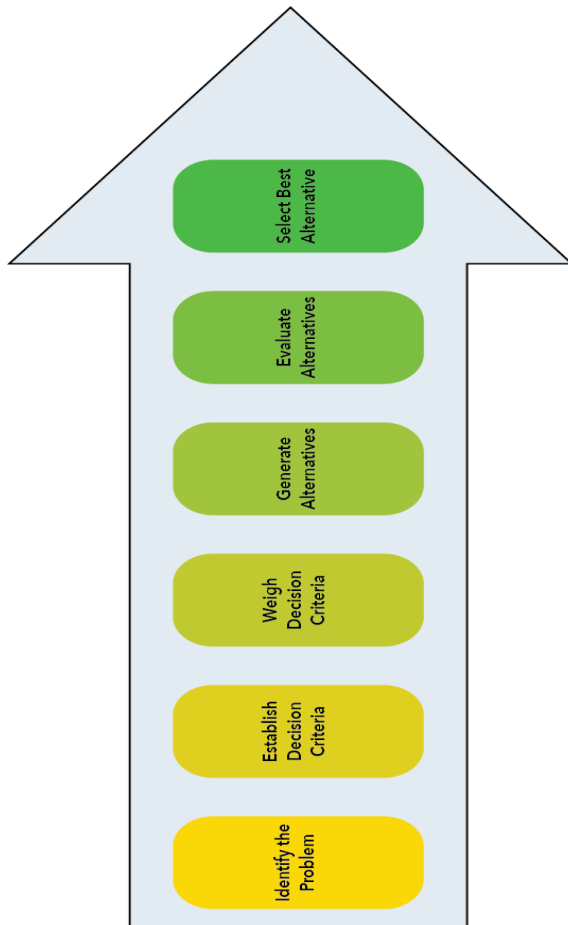 Identify the
Problem
Establish
Decision
Criteria
Weigh
Decision
Criteria
Generate
Alternatives
Evaluate
Alternatives
Select Best
Alternative